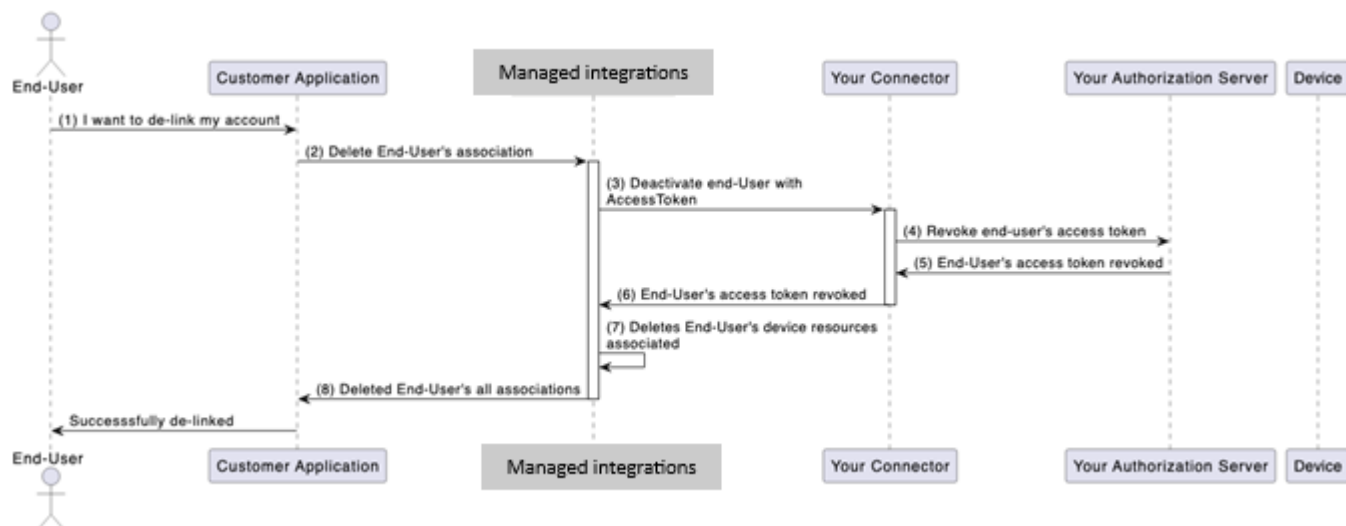 End-User
Customer Application
Managed integrations
Your Connector
Your Authorization Server
Device
(1) I want to de-link my account
(2) Delete End-User's association
(3) Deactivate end-User with
AccessToken
(4) Revoke end-user's access token
(5) End-User's access token revoked
(6) End-User's access token revoked
(7) Deletes End-User's device resources
associated
(8) Deleted End-User's all associations
Successsfully de-linked
End-User
Customer Application
Managed integrations
Your Connector
Your Authorization Server
Device